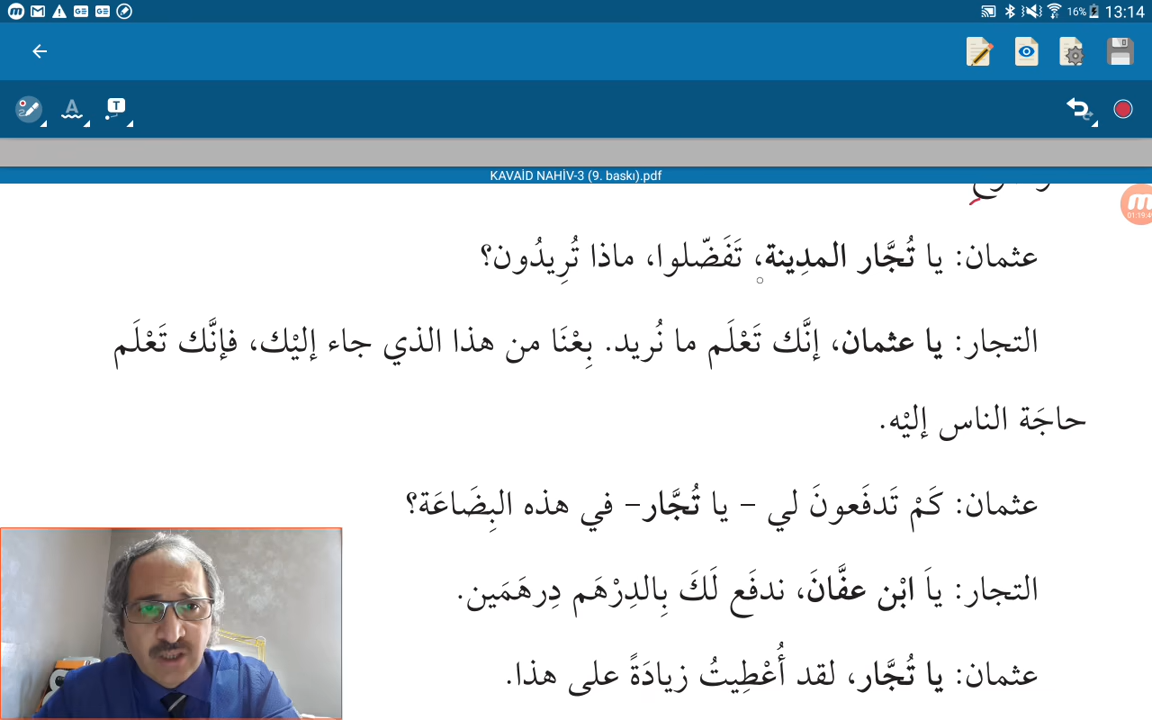 16% 13:14
A T
KAVAİD NAHİV-3 (9. baskı).pdf
عثمان: يا تُجَّار المدِينة، تَفَضّلوا، ماذا تُرِيدُون؟
التجار: يا عثمان، إنَّك تَعْلَم ما نُريد. بِعْنَا من هذا الذي جاء إليْك، فإنَّك تَعْلَم
حاجَة الناس إليْه.
عثمان: كَمْ تَدفَعونَ لي – يا تُجَّار– في هذه البِضَاعَة؟
التجار: ياَ ابْن عفَّانَ، ندفَع لَكَ بِالدِرْهَم دِرهَمَين.
عثمان: يا تُجَّار، لقد أُعْطِيتُ زيادَةً على هذا.